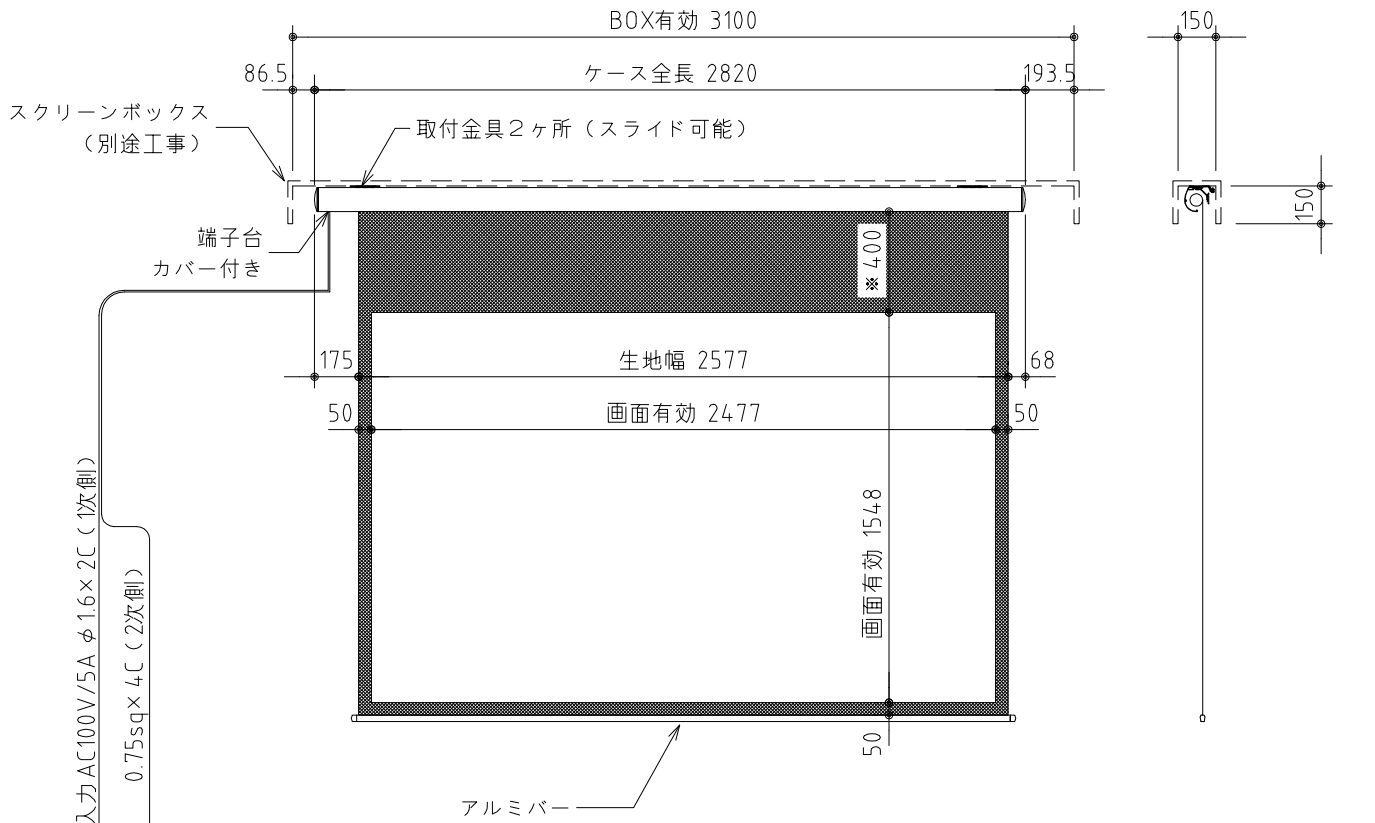 BOX有効 3100
150
86.5
ケース全長 2820
193.5
スクリーンボックス
（別途工事）
取付金具２ヶ所（スライド可能）
150
端子台
カバー付き
※ 400
175
生地幅 2577
68
50
画面有効 2477
50
画面有効 1548
入力AC100V/5A φ1.6×2C（1次側）
0.75sq×4C（2次側）
50
アルミバー